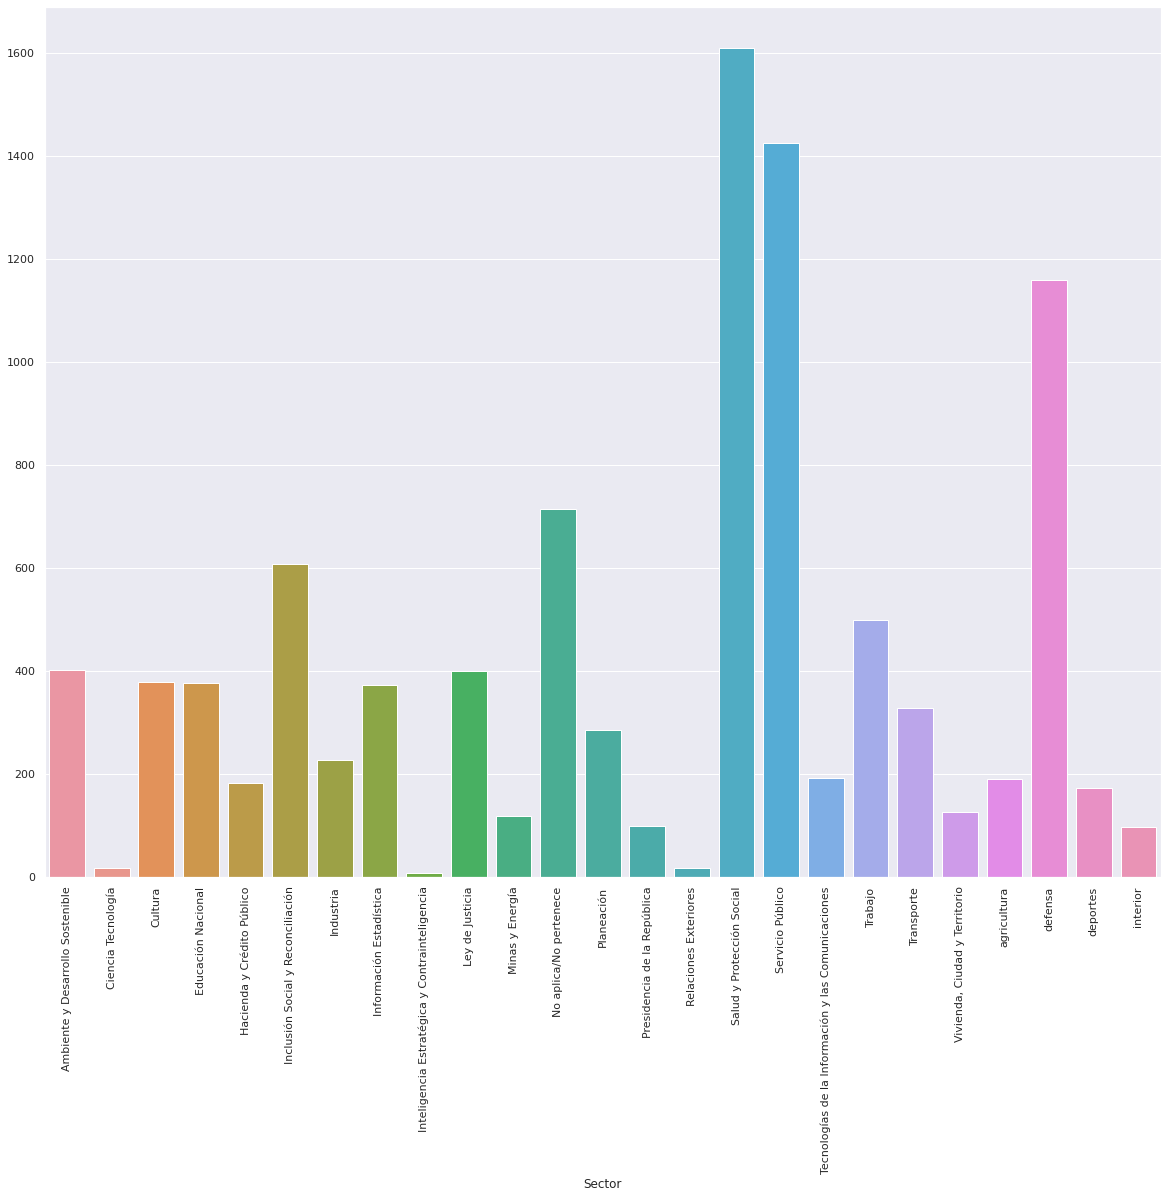 1600
1400
1200
1000
800
600
400
200
0
Ambiente y Desarrollo Sostenible
Ciencia Tecnología
Cultura
Educación Nacional
Hacienda y Crédito Público
Inclusión Social y Reconciliación
Industria
Información Estadística
Inteligencia Estratégica y Contrainteligencia
Ley de Justicia
Minas y Energía
No aplica/No pertenece
Planeación
Presidencia de la República
Relaciones Exteriores
Salud y Protección Social
Servicio Público
Tecnologías de la Información y las Comunicaciones
Trabajo
Transporte
Vivienda, Ciudad y Territorio
agricultura
defensa
deportes
interior
Sector